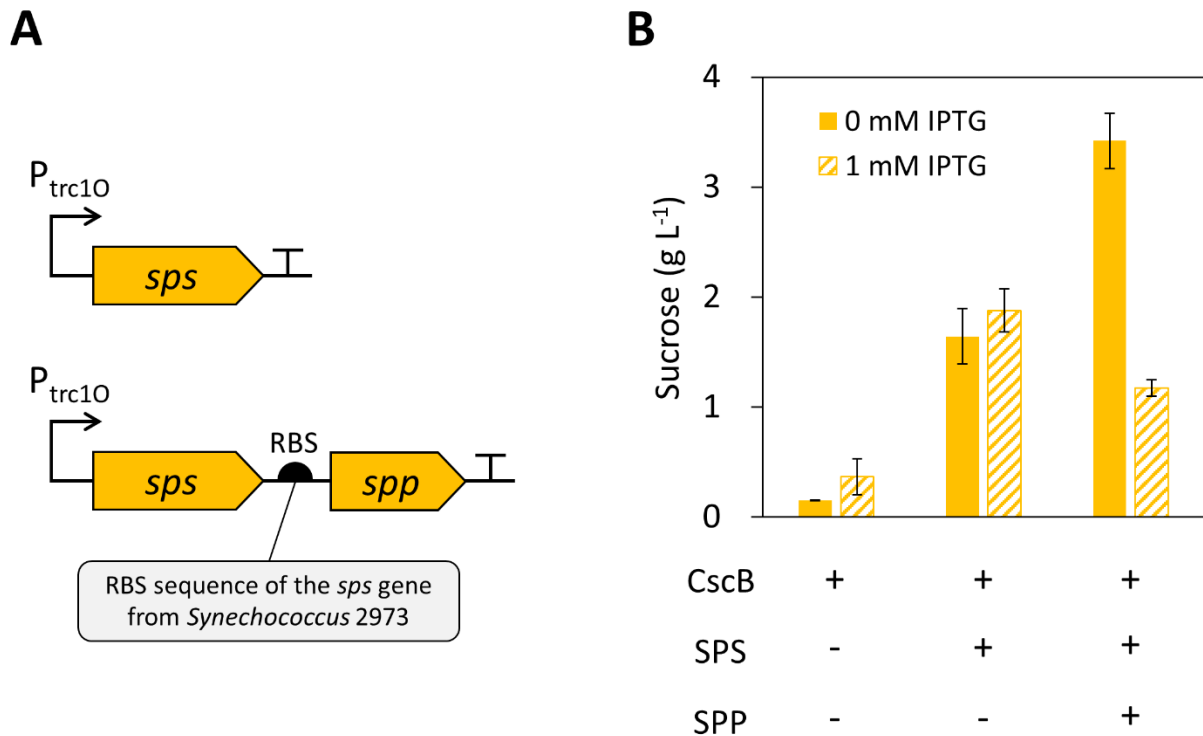 A
P trc1O
sps
P trc1O
sps
RBS
spp
RBS sequence of the sps gene
from Synechococcus 2973
B
Sucrose (g L-1)
4
3
2
1
0
0 mM IPTG
1 mM IPTG
CscB + + +
SPS - + +
SPP - - +